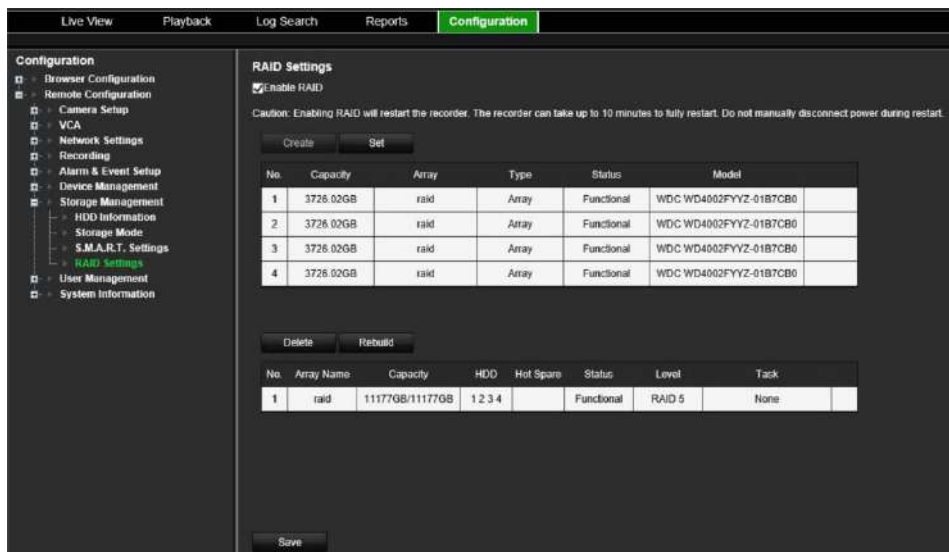 Live View Playback Log Search Reports Configuration
Configuration
Browser Configuration
Remote Configuration
Camera Setup
VCA
Network Settings
Recording
Alarm & Event Setup
Device Management
Storage Management
HDD Information
Storage Mode
S.M.A.R.T. Settings
RAID Settings
User Management
System Information
RAID Settings
Enable RAID
Caution: Enabling RAID will restart the recorder. The recorder can take up to 10 minutes to fully restart. Do not manually disconnect power during restart.
Create Set
No. Capacity Array Type Status Model
1 3726.02GB raid Array Functional WDC WD4002FYYZ-01B7CB0
2 3726.02GB raid Array Functional WDC WD4002FYYZ-01B7CB0
3 3726.02GB raid Array Functional WDC WD4002FYYZ-01B7CB0
4 3726.02GB raid Array Functional WDC WD4002FYYZ-01B7CB0
Delete Rebuild
No. Array Name Capacity HDD Hot Spare Status Level Task
1 raid 11177GB/11177GB 1 2 3 4 Functional RAID 5 None
Save